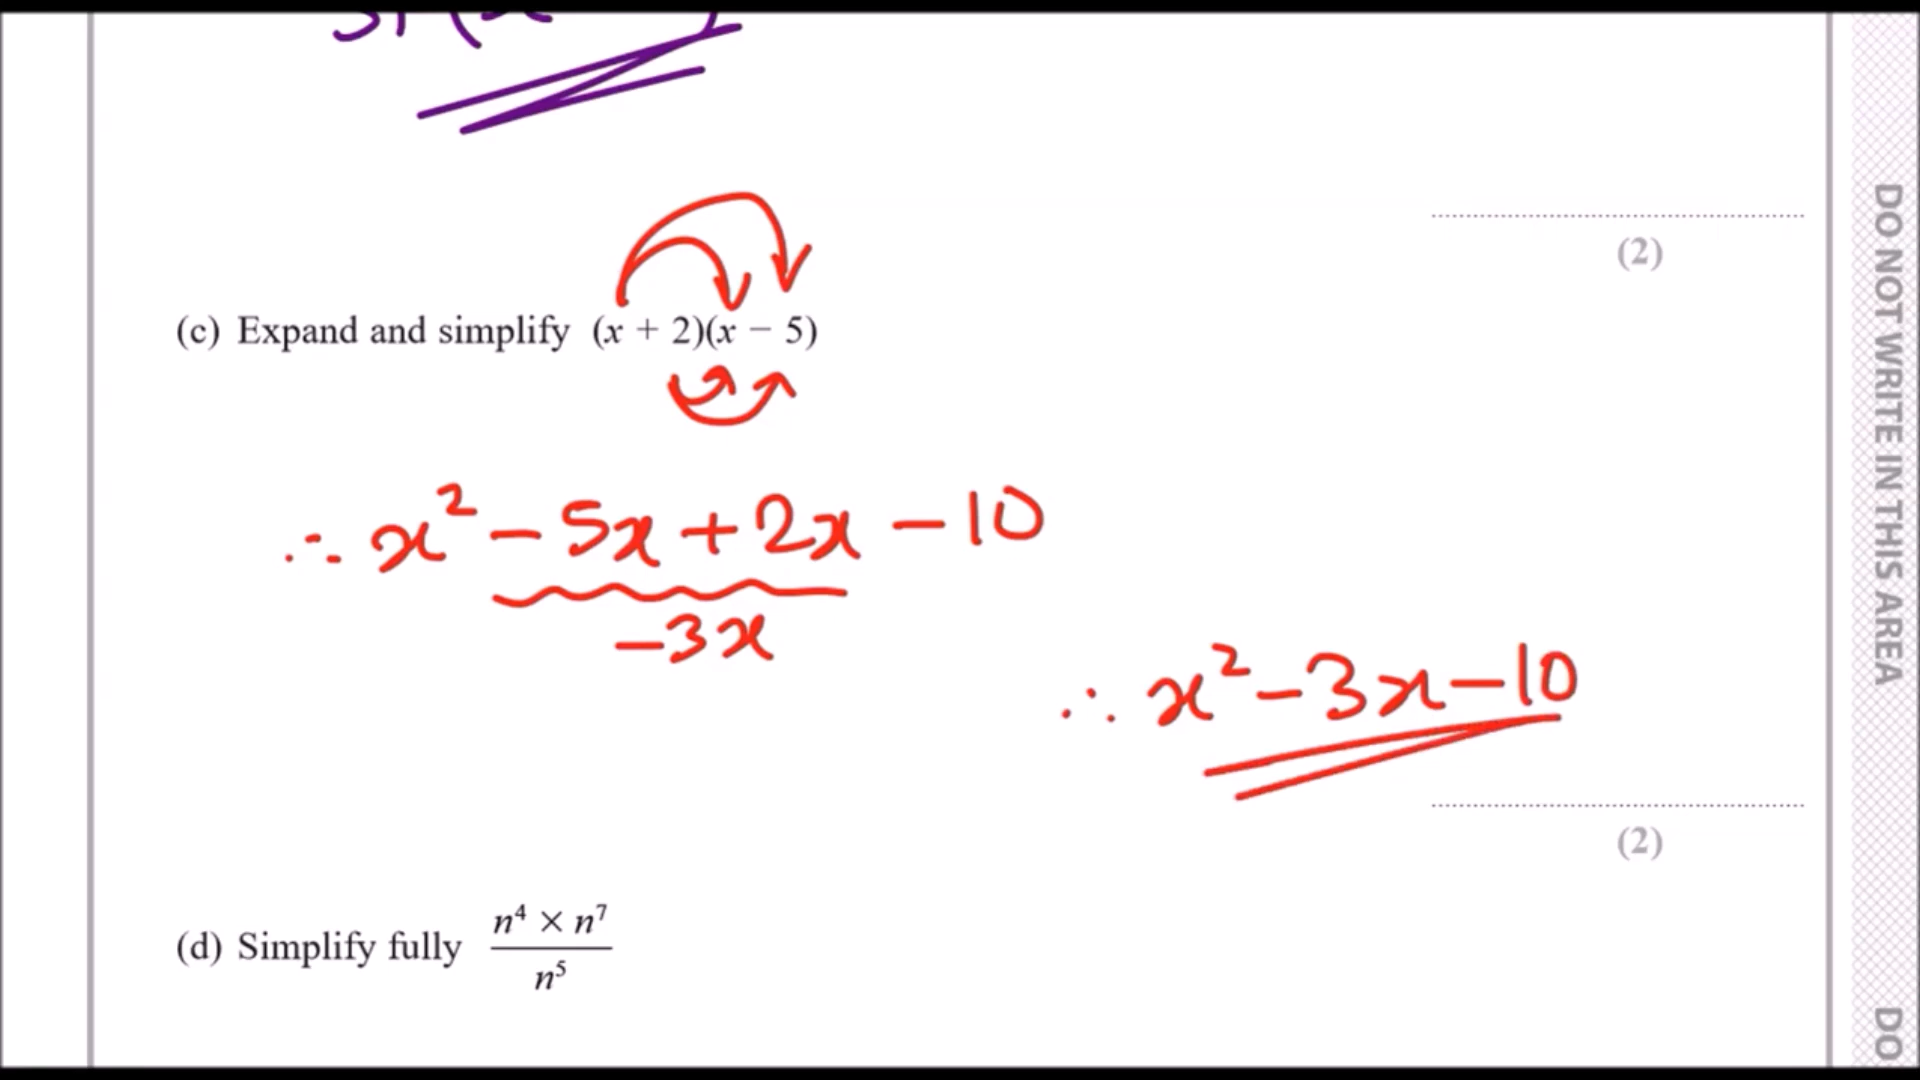 (2)
(c) Expand and simplify (x + 2)(x − 5)
∴ x² − 5x + 2x − 10
− 3x
∴ x² − 3x − 10
(2)
(d) Simplify fully n⁴ × n⁷
n⁵
DO NOT WRITE IN THIS AREA
DO